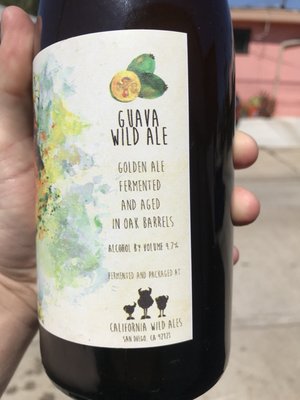 GUAVA
WILD ALE
GOLDEN ALE
FERMENTED
AND AGED
IN OAK BARRELS
ALCOHOL BY VOLUME 4.7%
FERMENTED AND PACKAGED AT
CALIFORNIA WILD ALES
SAN DIEGO, CA 92121